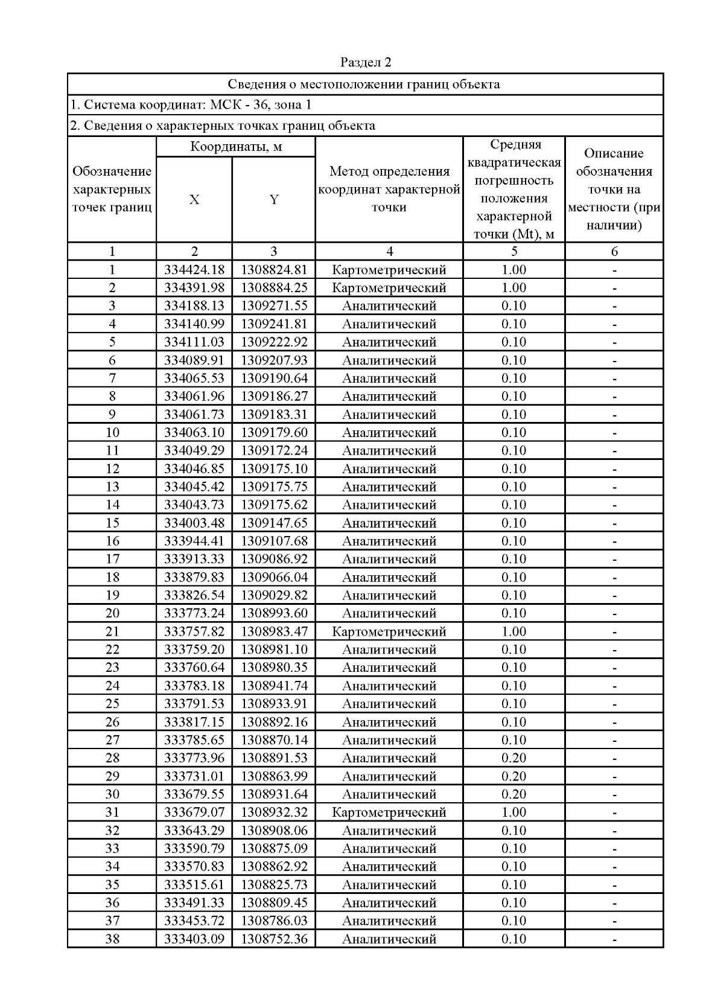 Раздел 2
Сведения о местоположении границ объекта
1. Система координат: МСК - 36, зона 1
2. Сведения о характерных точках границ объекта
Обозначение характерных точек границ
Координаты, м
X
Y
Метод определения координат характерной точки
Средняя квадратическая погрешность положения характерной точки (Mt), м
Описание обозначения точки на местности (при наличии)
1 2 3 4 5 6
1 334424.18 1308824.81 Картометрический 1.00 -
2 334391.98 1308884.25 Картометрический 1.00 -
3 334188.13 1309271.55 Аналитический 0.10 -
4 334140.99 1309241.81 Аналитический 0.10 -
5 334111.03 1309222.92 Аналитический 0.10 -
6 334089.91 1309207.93 Аналитический 0.10 -
7 334065.53 1309190.64 Аналитический 0.10 -
8 334061.96 1309186.27 Аналитический 0.10 -
9 334061.73 1309183.31 Аналитический 0.10 -
10 334063.10 1309179.60 Аналитический 0.10 -
11 334049.29 1309172.24 Аналитический 0.10 -
12 334046.85 1309175.10 Аналитический 0.10 -
13 334045.42 1309175.75 Аналитический 0.10 -
14 334043.73 1309175.62 Аналитический 0.10 -
15 334003.48 1309147.65 Аналитический 0.10 -
16 333944.41 1309107.68 Аналитический 0.10 -
17 333913.33 1309086.92 Аналитический 0.10 -
18 333879.83 1309066.04 Аналитический 0.10 -
19 333826.54 1309029.82 Аналитический 0.10 -
20 333773.24 1308993.60 Аналитический 0.10 -
21 333757.82 1308983.47 Картометрический 1.00 -
22 333759.20 1308981.10 Аналитический 0.10 -
23 333760.64 1308980.35 Аналитический 0.10 -
24 333783.18 1308941.74 Аналитический 0.10 -
25 333791.53 1308933.91 Аналитический 0.10 -
26 333817.15 1308892.16 Аналитический 0.10 -
27 333785.65 1308870.14 Аналитический 0.10 -
28 333773.96 1308891.53 Аналитический 0.20 -
29 333731.01 1308863.99 Аналитический 0.20 -
30 333679.55 1308931.64 Аналитический 0.20 -
31 333679.07 1308932.32 Картометрический 1.00 -
32 333643.29 1308908.06 Аналитический 0.10 -
33 333590.79 1308875.09 Аналитический 0.10 -
34 333570.83 1308862.92 Аналитический 0.10 -
35 333515.61 1308825.73 Аналитический 0.10 -
36 333491.33 1308809.45 Аналитический 0.10 -
37 333453.72 1308786.03 Аналитический 0.10 -
38 333403.09 1308752.36 Аналитический 0.10 -